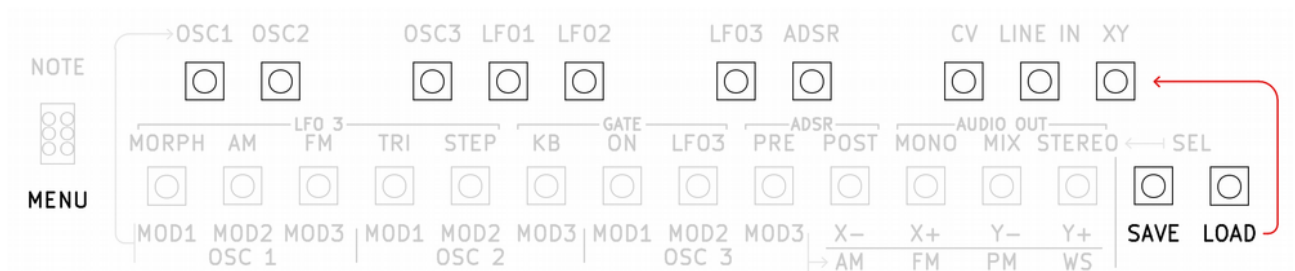 OSC1 OSC2 OSC3 LFO1 LFO2 LFO3 ADSR CV LINE IN XY
NOTE
LFO 3 GATE ADSR AUDIO OUT
MORPH AM FM TRI STEP KB ON LFO3 PRE POST MONO MIX STEREO SEL
MENU
MOD1 MOD2 MOD3 MOD1 MOD2 MOD3 MOD1 MOD2 MOD3 X- X+ Y- Y+ SAVE LOAD
OSC 1 OSC 2 OSC 3 AM FM PM WS